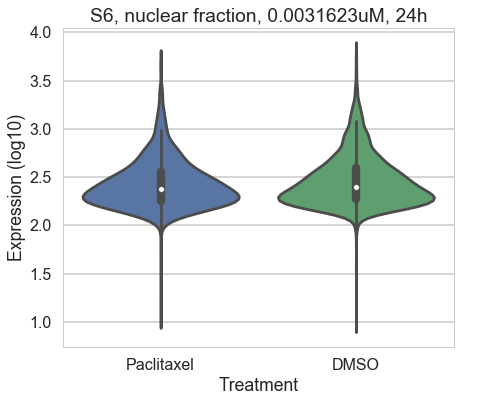 S6, nuclear fraction, 0.0031623uM, 24h
Expression (log10)
4.0
3.5
3.0
2.5
2.0
1.5
1.0
Paclitaxel DMSO
Treatment